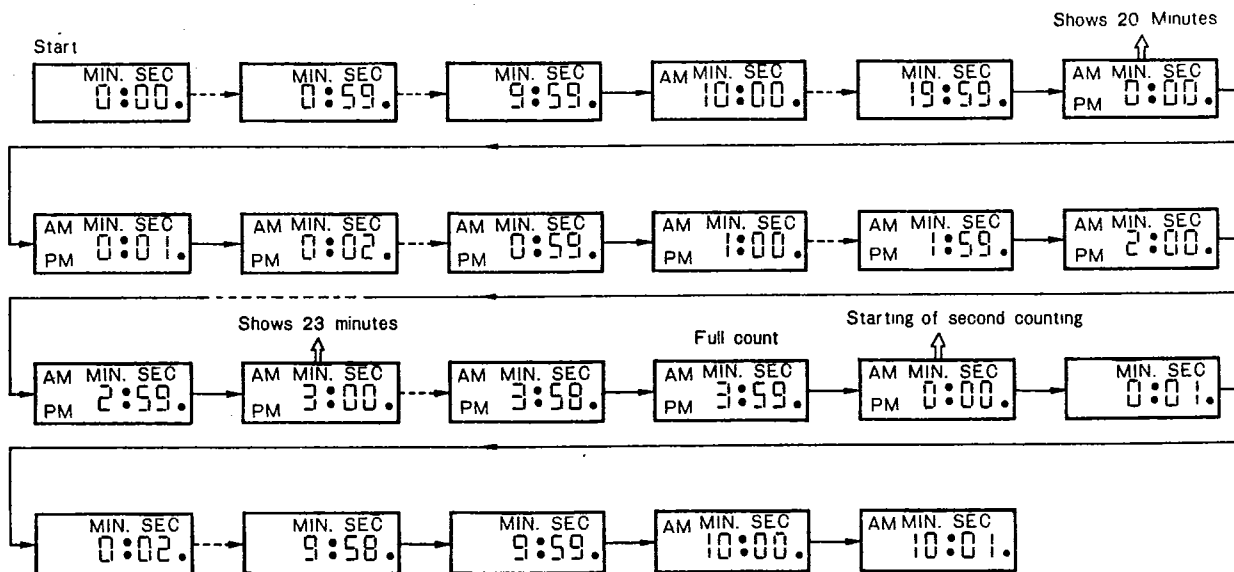 Shows 20 Minutes
Start
MIN. SEC
0:00.
MIN. SEC
0:59.
MIN. SEC
9:59.
AM MIN. SEC
10:00.
MIN. SEC
19:59.
AM MIN. SEC
PM 0:00.
AM MIN. SEC
PM 0:01.
AM MIN. SEC
PM 0:02.
AM MIN. SEC
PM 0:59.
AM MIN. SEC
1:00.
PM
AM MIN. SEC
PM 1:59.
AM MIN. SEC
PM 2:00.
Shows 23 minutes
Full count
Starting of second counting
AM MIN. SEC
PM 2:59.
AM MIN. SEC
PM 3:00.
AM MIN. SEC
PM 3:58.
AM MIN. SEC
PM 3:59.
AM MIN. SEC
PM 0:00.
MIN. SEC
0:01.
MIN. SEC
0:02.
MIN. SEC
9:58.
MIN. SEC
9:59.
AM MIN. SEC
10:00.
AM MIN. SEC
10:01.